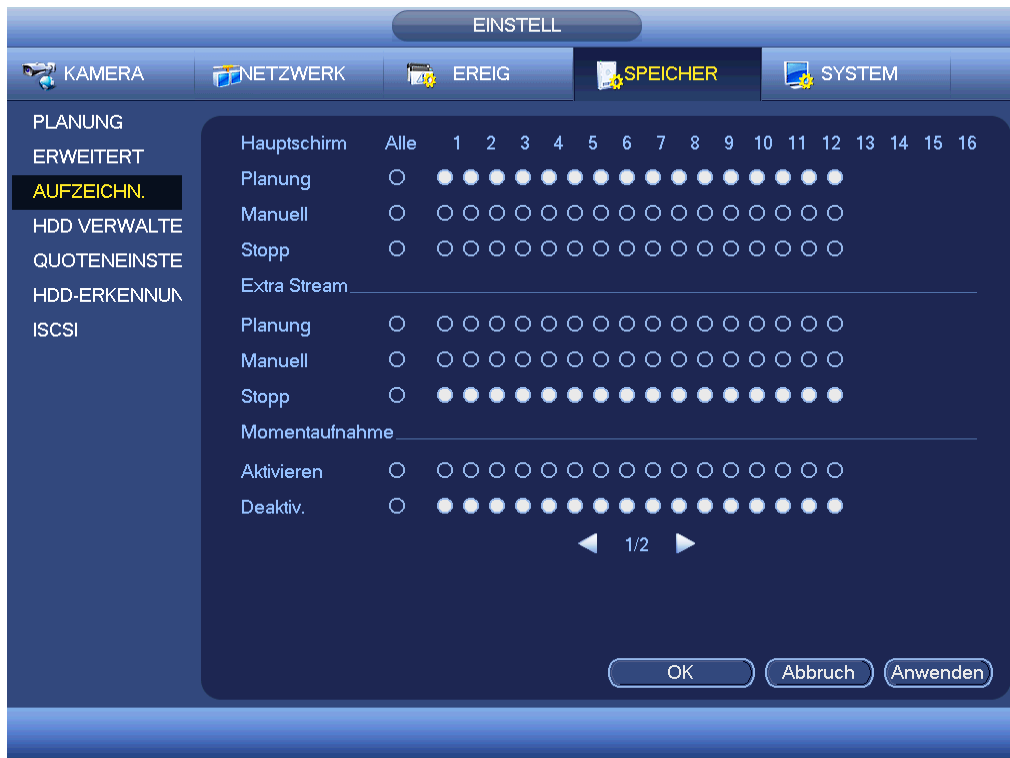 EINSTELL
KAMERA NETZWERK EREIG SPEICHER SYSTEM
PLANUNG
ERWEITERT
AUFZEICHN.
HDD VERWALTE
QUOTENEINSTE
HDD-ERKENNUN
ISCSI
Hauptschirm Alle 1 2 3 4 5 6 7 8 9 10 11 12 13 14 15 16
Planung
Manuell
Stopp
Extra Stream
Planung
Manuell
Stopp
Momentaufnahme
Aktivieren
Deaktiv.
1/2
OK Abbruch Anwenden